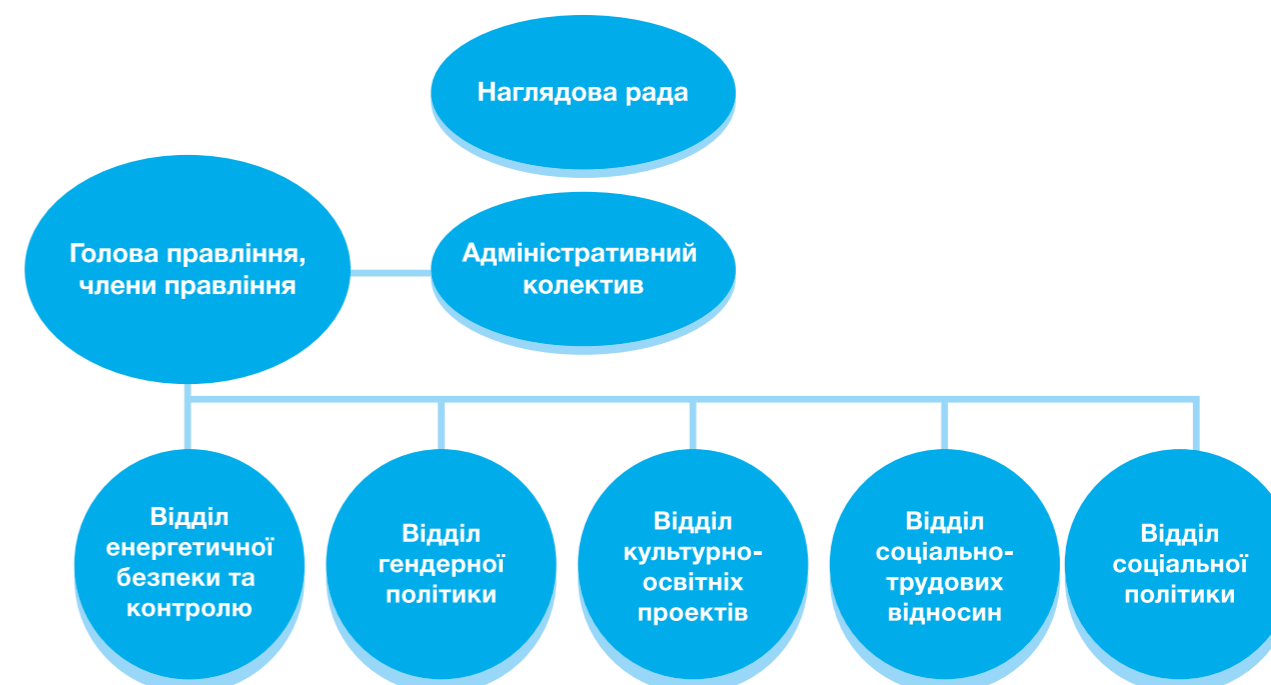 Наглядова рада
Голова правління,
члени правління
Адміністративний
колектив
Відділ
енергетичної
безпеки та
контролю
Відділ
гендерної
політики
Відділ
культурно-
освітніх
проектів
Відділ
соціально-
трудових
відносин
Відділ
соціальної
політики